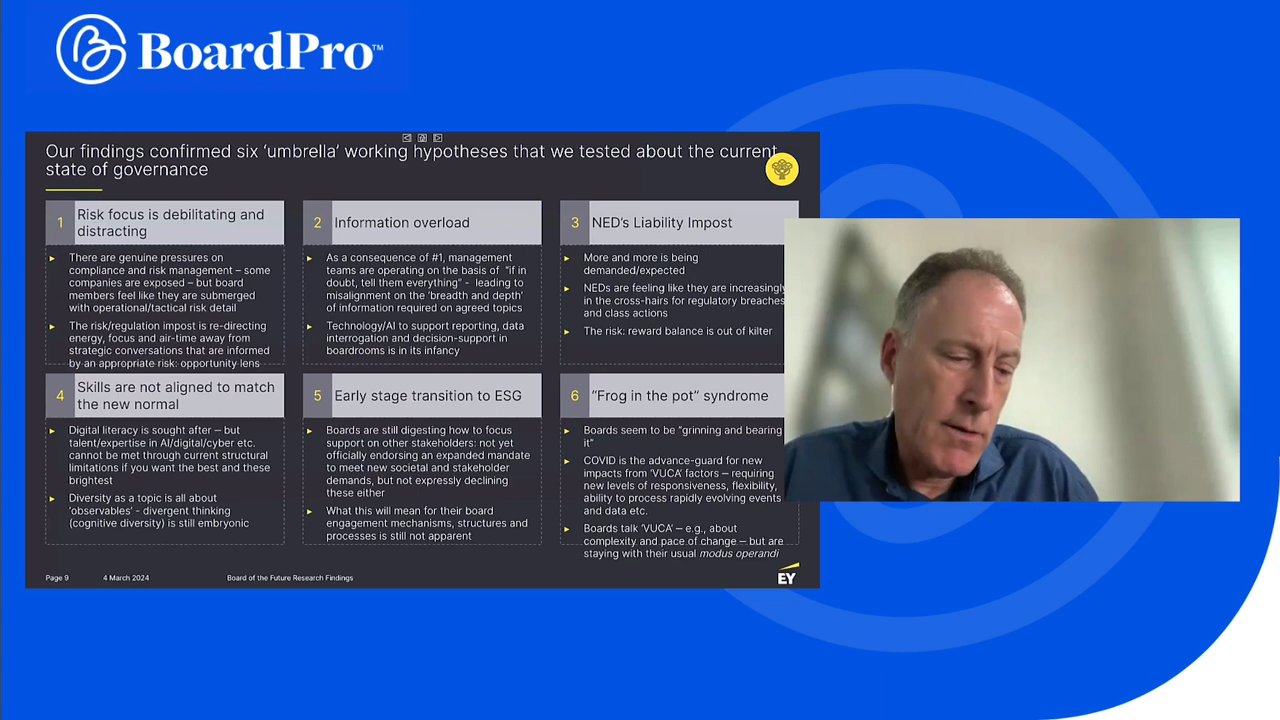 BoardPro™
Our findings confirmed six ‘umbrella’ working hypotheses that we tested about the current
state of governance
1
Risk focus is debilitating and
distracting
There are genuine pressures on
compliance and risk management – some
companies are exposed – but board
members feel like they are submerged
with operational/tactical risk detail
The risk/regulation impost is re-directing
energy, focus and air-time away from
strategic conversations that are informed
by an appropriate risk: opportunity lens
2
Information overload
As a consequence of #1, management
teams are operating on the basis of “if in
doubt, tell them everything” - leading to
misalignment on the ‘breadth and depth’
of information required on agreed topics
Technology/AI to support reporting, data
interrogation and decision-support in
boardrooms is in its infancy
3
NED’s Liability Impost
More and more is being
demanded/expected
NEDs are feeling like they are increasingly
in the cross-hairs for regulatory breaches
and class actions
The risk: reward balance is out of kilter
4
Skills are not aligned to match
the new normal
Digital literacy is sought after – but
talent/expertise in AI/digital/cyber etc.
cannot be met through current structural
limitations if you want the best and these
brightest
Diversity as a topic is all about
‘observables’ - divergent thinking
(cognitive diversity) is still embryonic
5
Early stage transition to ESG
Boards are still digesting how to focus
support on other stakeholders: not yet
officially endorsing an expanded mandate
to meet new societal and stakeholder
demands, but not expressly declining
these either
What this will mean for their board
engagement mechanisms, structures and
processes is still not apparent
6
“Frog in the pot” syndrome
Boards seem to be “grinning and bearing
it”
COVID is the advance-guard for new
impacts from ‘VUCA’ factors – requiring
new levels of responsiveness, flexibility,
ability to process rapidly evolving events
and data etc.
Boards talk ‘VUCA’ – e.g., about
complexity and pace of change – but are
staying with their usual modus operandi
Page 9
4 March 2024
Board of the Future Research Findings
EY